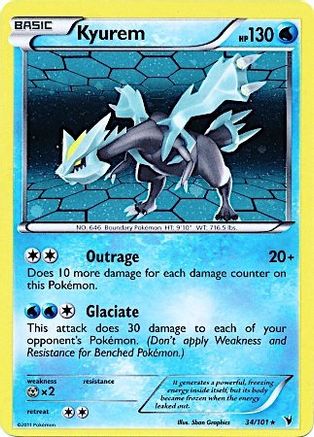 BASIC
Kyurem
HP 130
NO. 646 Boundary Pokémon HT: 9'10" WT: 716.5 lbs.
Outrage 20+
Does 10 more damage for each damage counter on
this Pokémon.
Glaciate
This attack does 30 damage to each of your
opponent's Pokémon. (Don't apply Weakness and
Resistance for Benched Pokémon.)
weakness resistance
×2
retreat
It generates a powerful, freezing
energy inside itself, but its body
became frozen when the energy
leaked out.
©2011 Pokémon
Illus. 5ban Graphics
34/101 ★